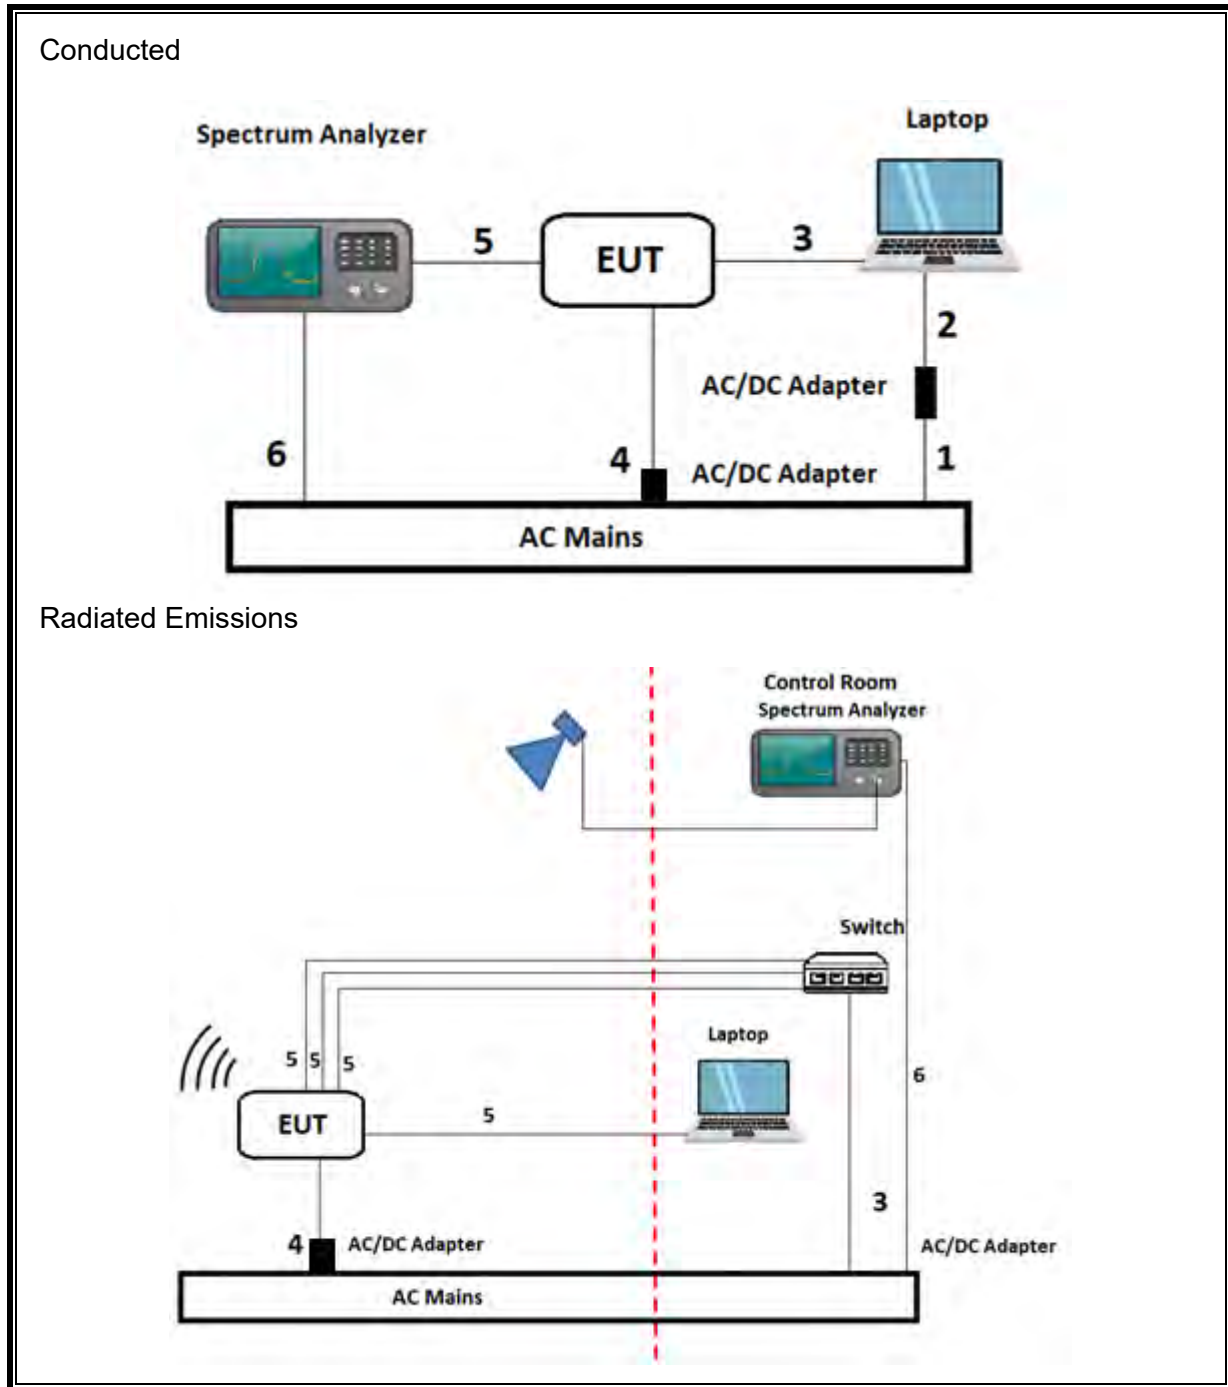 Conducted
Laptop
Spectrum Analyzer
5
EUT
3
2
AC/DC Adapter
6
4
AC/DC Adapter
1
AC Mains
Radiated Emissions
Control Room
Spectrum Analyzer
Switch
Laptop
5 5 5
6
EUT
5
3
4
AC/DC Adapter
AC/DC Adapter
AC Mains